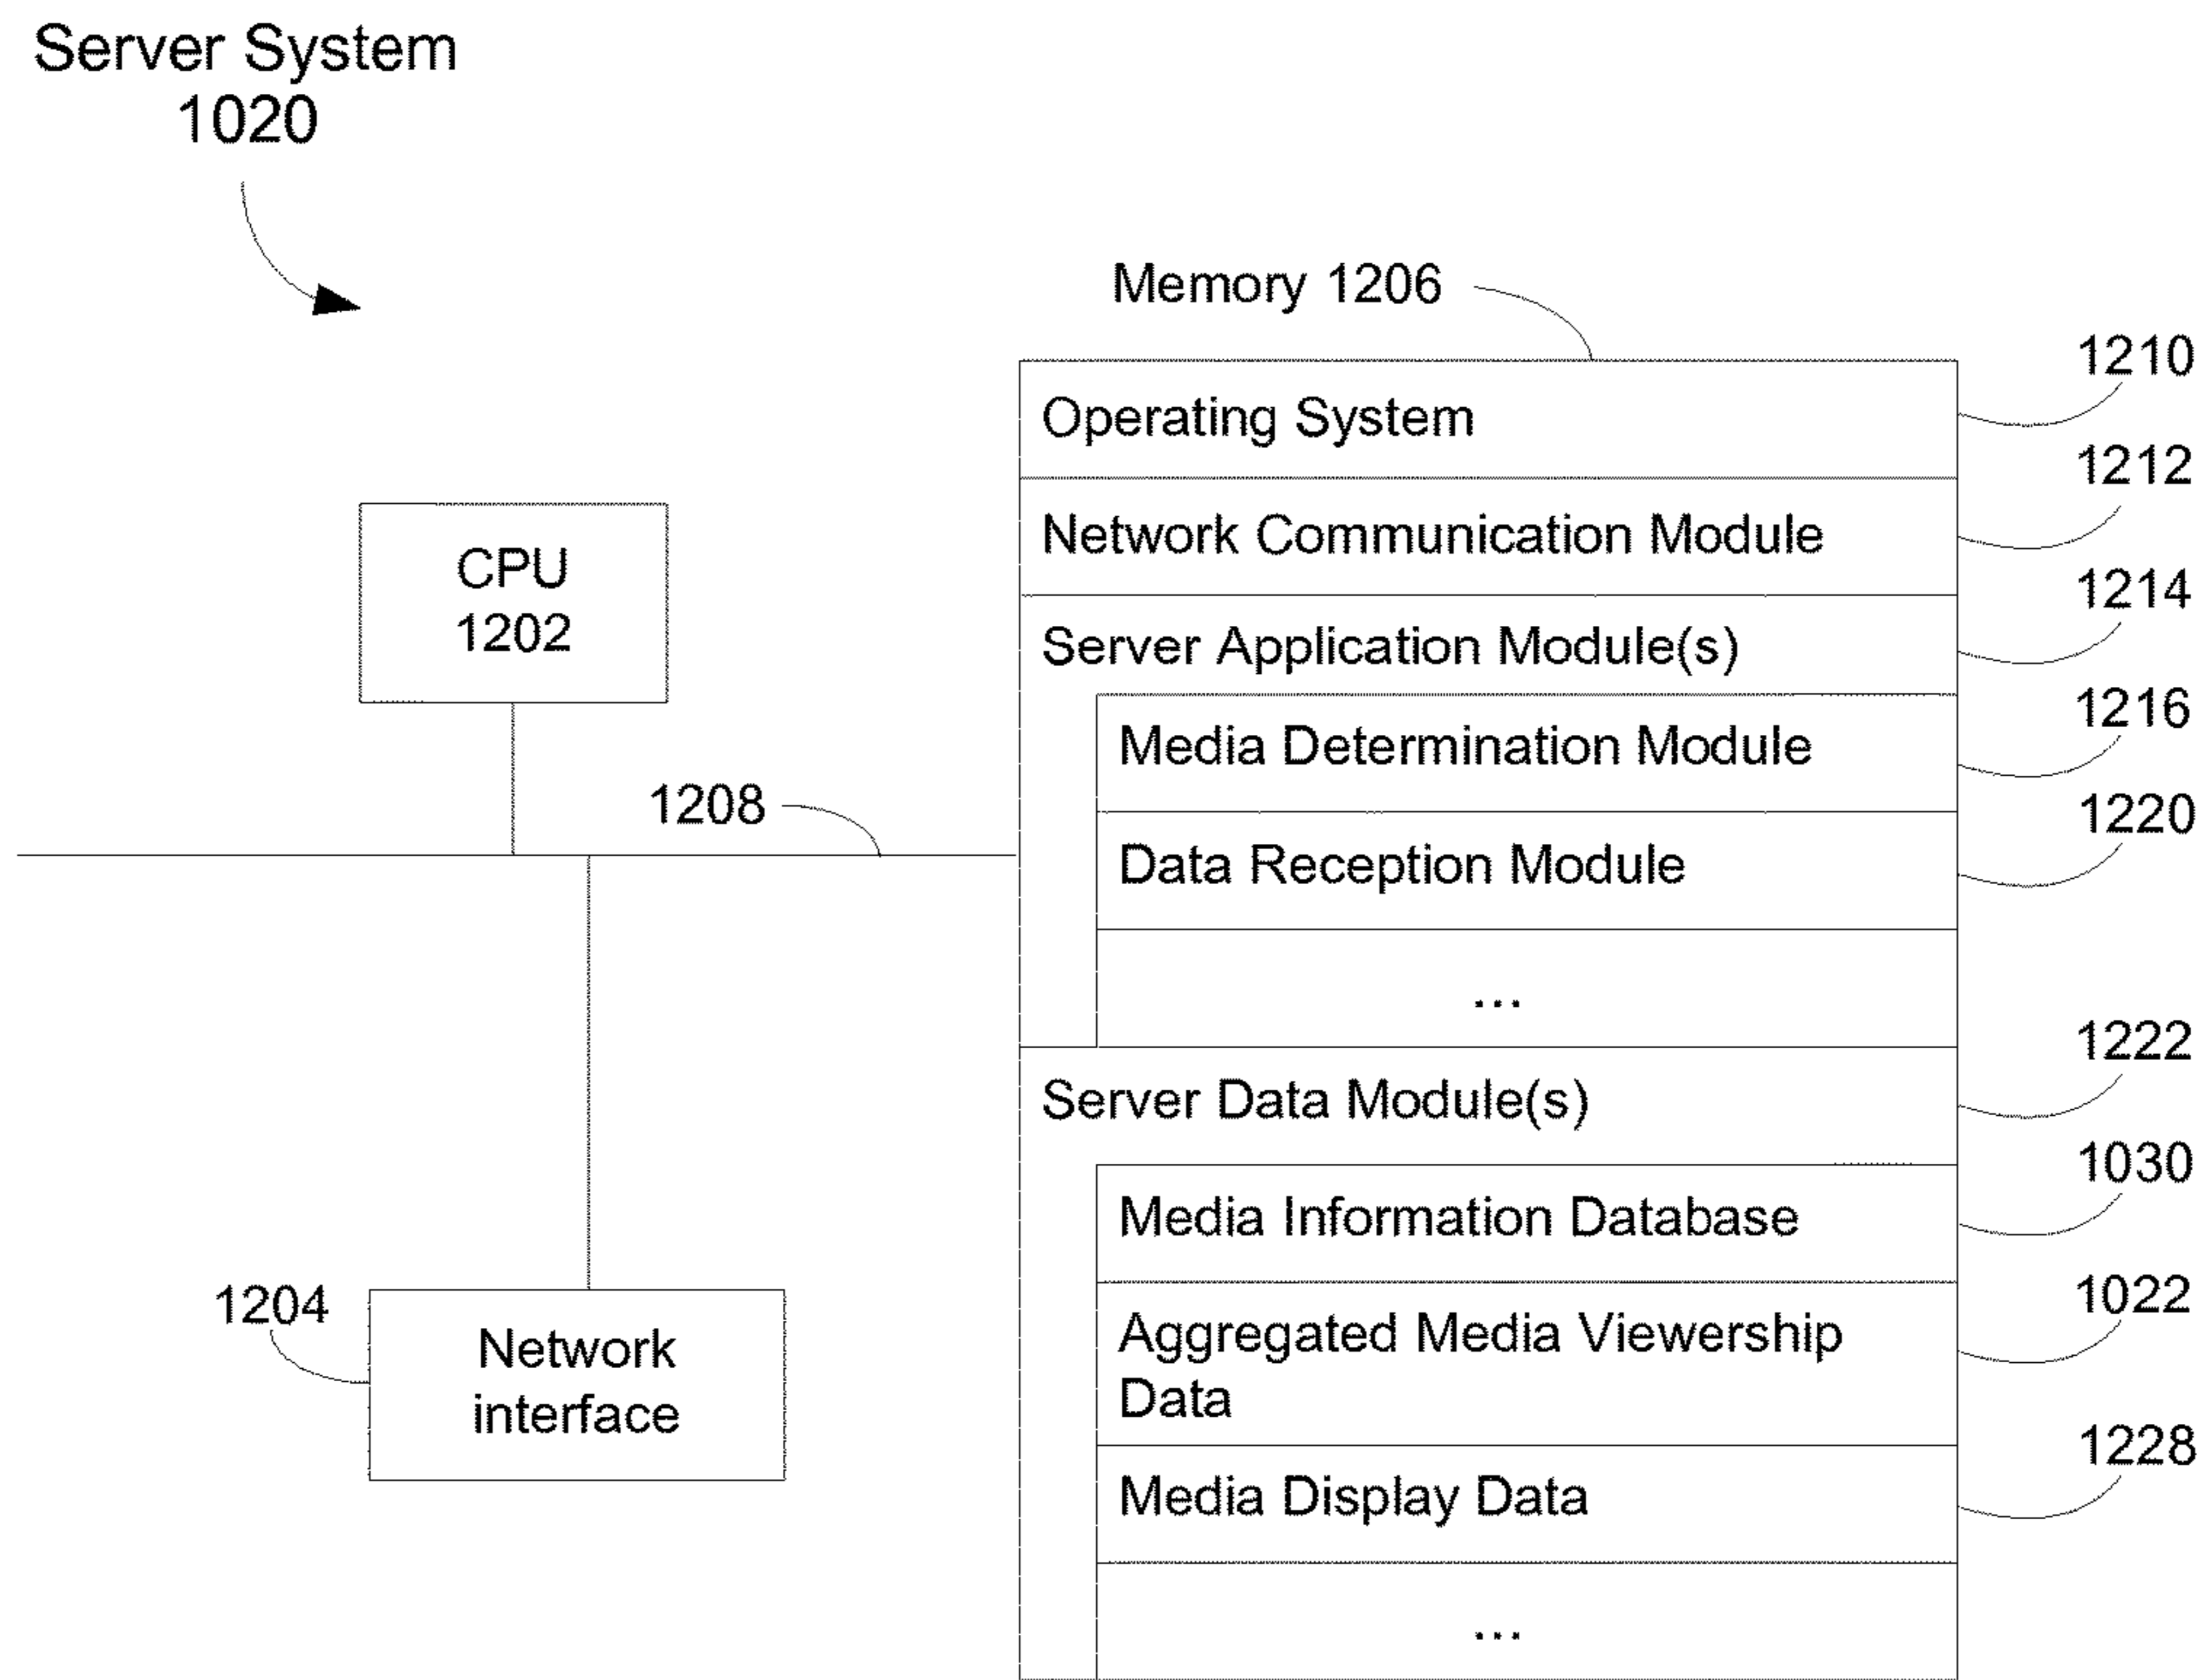 Server System
1020
Memory 1206
1210
Operating System
1212
Network Communication Module
CPU
1202
1214
Server Application Module(s)
1216
Media Determination Module
1208
1220
Data Reception Module
...
1222
Server Data Module(s)
1030
Media Information Database
1204
Network
interface
1022
Aggregated Media Viewership
Data
1228
Media Display Data
...